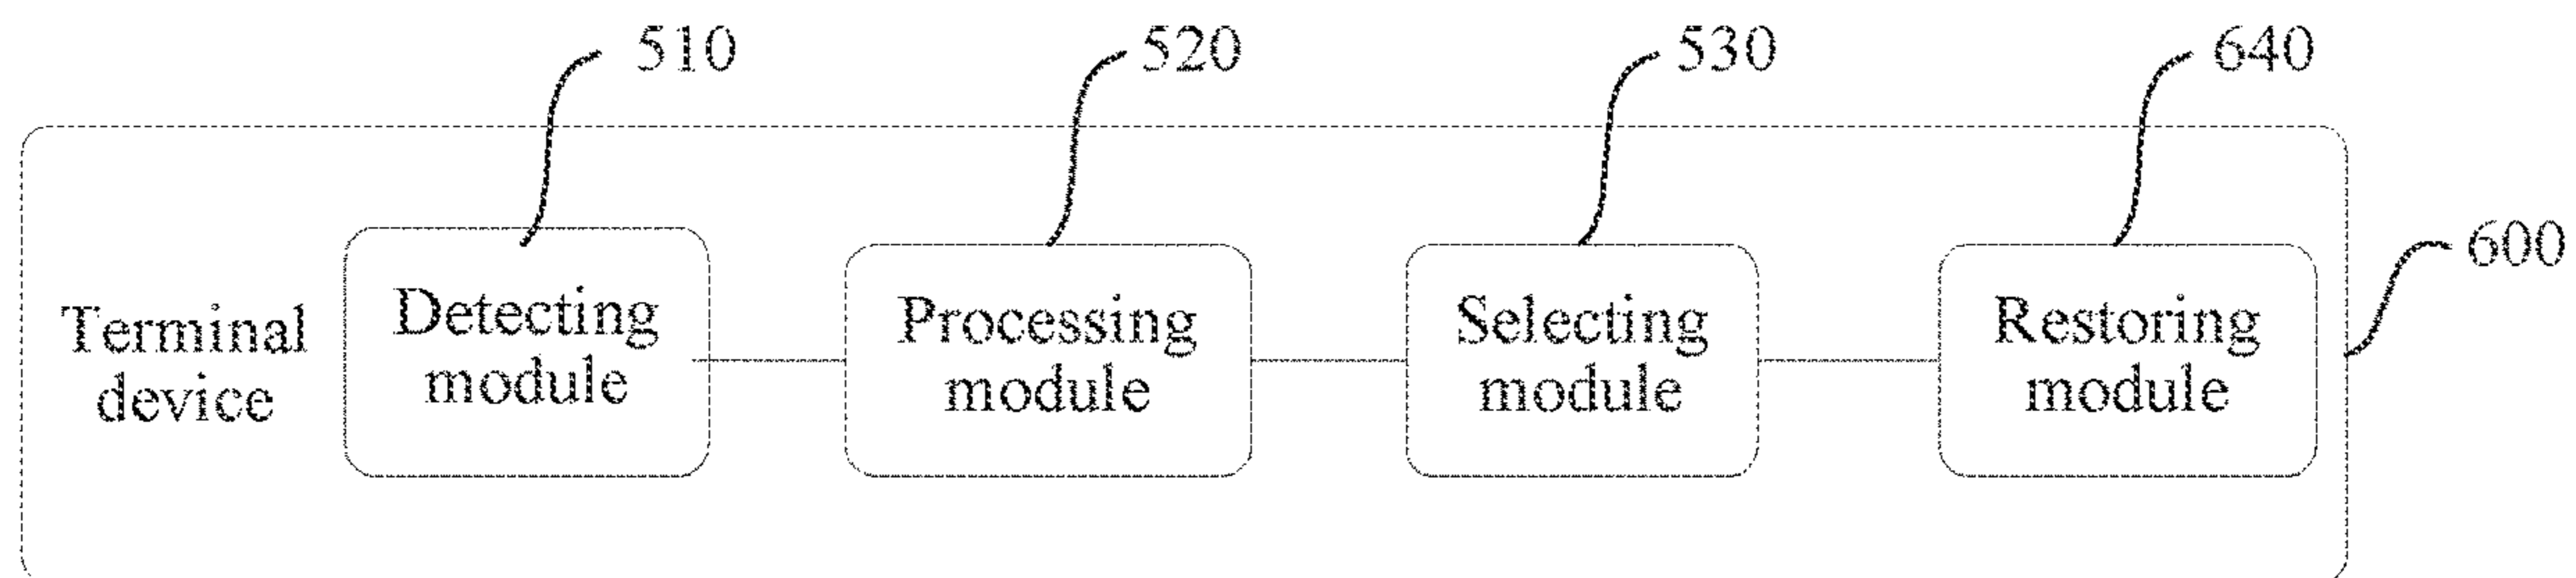 510
520
530
640
600
Terminal
device
Detecting
module
Processing
module
Selecting
module
Restoring
module